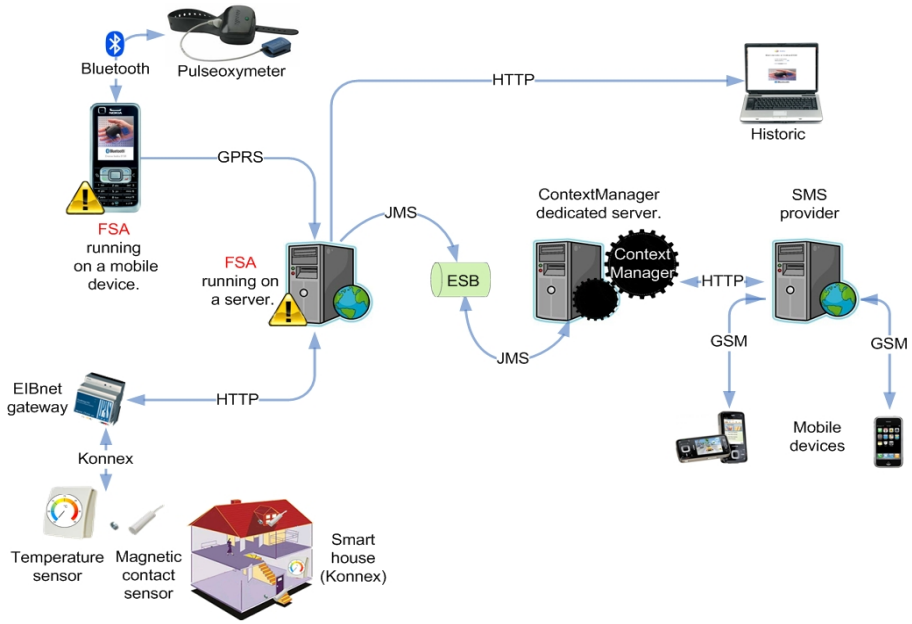 Bluetooth
Pulseoxymeter
HTTP
Historic
GPRS
FSA
running
on a mobile
device.
FSA
running on
a server.
JMS
ESB
JMS
ContextManager
dedicated server.
Context
Manager
HTTP
SMS
provider
GSM
GSM
Mobile
devices
EIBnet
gateway
HTTP
Konnex
Temperature
sensor
Magnetic
contact
sensor
Smart
house
(Konnex)